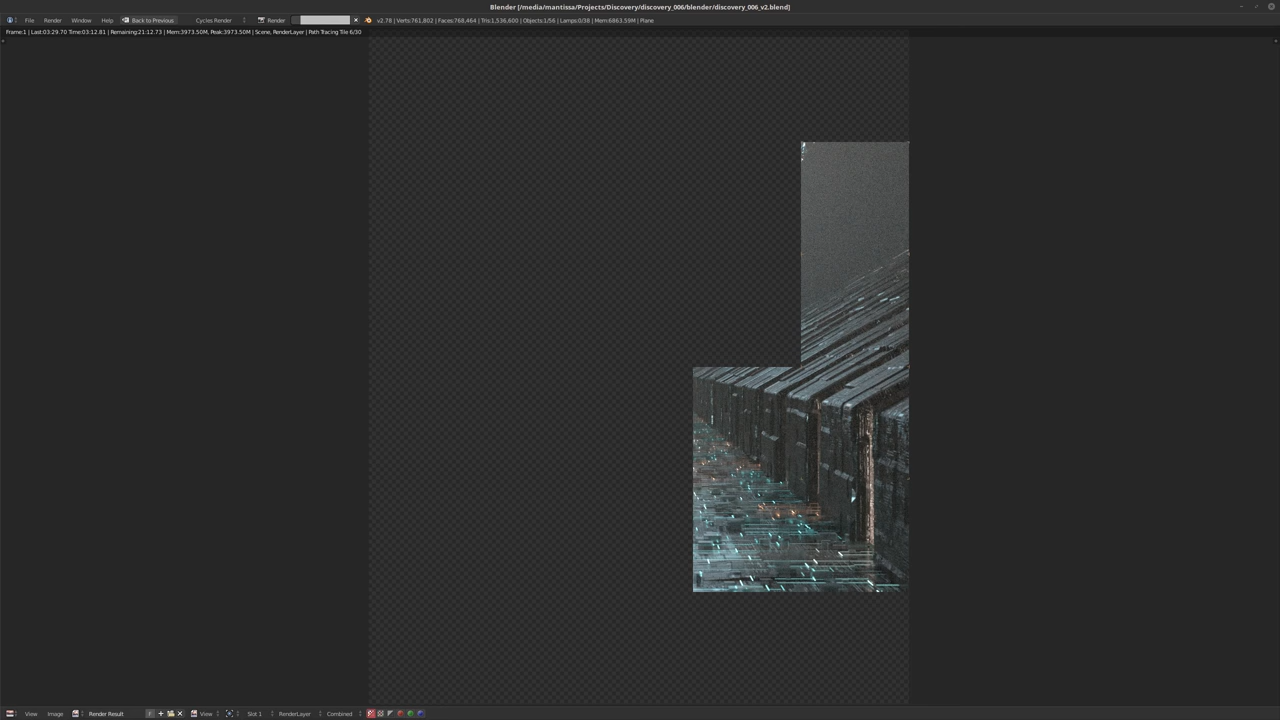 Blender [/media/mantissa/Projects/Discovery/discovery_006/blender/discovery_006_v2.blend]
File Render Window Help Back to Previous Cycles Render Render v2.78 | Verts:761,802 | Faces:768,464 | Tris:1,536,600 | Objects:1/56 | Lamps:0/38 | Mem:6863.59M | Plane
Frame:1 | Last:03:29.70 Time:03:12.81 | Remaining:21:12.73 | Mem:3973.50M, Peak:3973.50M | Scene, RenderLayer | Path Tracing Tile 6/30
View Image Render Result F View Slot 1 RenderLayer Combined